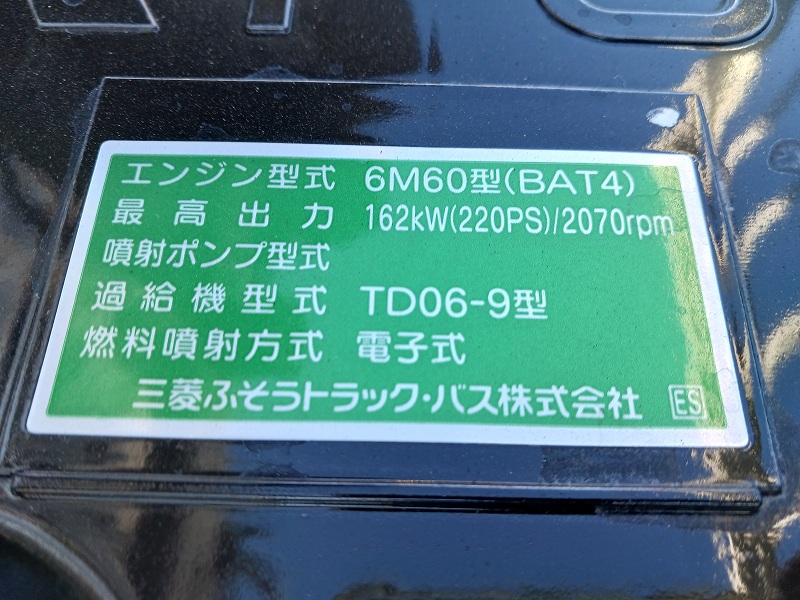 エンジン型式 6M60型(BAT4)
最高出力 162kW(220PS)/2070rpm
噴射ポンプ型式
過給機型式 TD06-9型
燃料噴射方式 電子式
三菱ふそうトラック・バス株式会社 ES